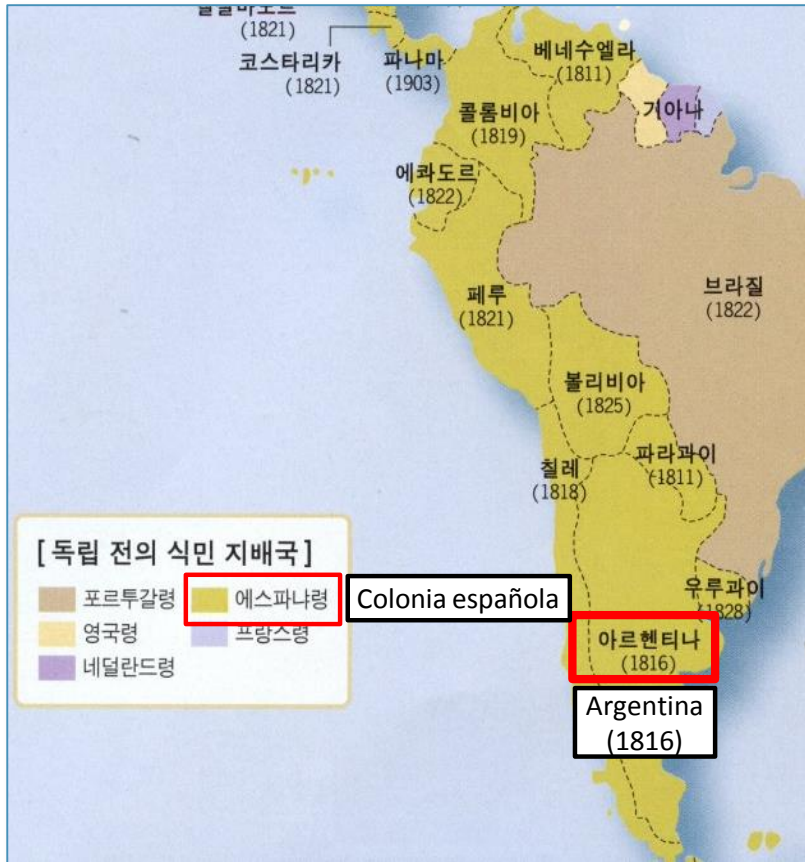 (1821)
코스타리카
(1821)
파나마
(1903)
베네수엘라
(1811)
콜롬비아
(1819)
기아나
에콰도르
(1822)
페루
(1821)
브라질
(1822)
볼리비아
(1825)
파라과이
(1811)
칠레
(1818)
우루과이
(1828)
아르헨티나
(1816)
Argentina
(1816)
[독립 전의 식민 지배국]
포르투갈령 에스파냐령 Colonia española
영국령 프랑스령
네덜란드령